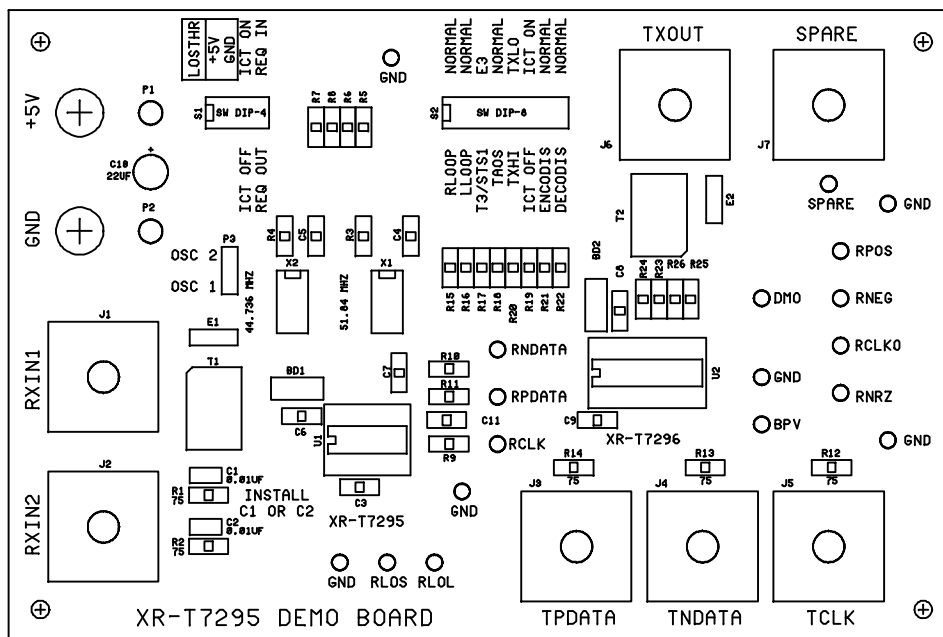 LOSTHR
+5V
GND
ICT ON
REQ IN
NORMAL
NORMAL
E3
NORMAL
TXLO
ICT ON
NORMAL
NORMAL
TXOUT
SPARE
GND
+5V
P1
S1
SW DIP-4
R7
R8
R6
R5
S2
SW DIP-8
J6
J7
C10
22UF
+
ICT OFF
REQ OUT
RLOOP
LLOOP
T3/STS1
TAOS
TXHI
ICT OFF
ENCODIS
DECODIS
T2
E2
SPARE
GND
GND
P2
R4
C5
R3
C4
P3
OSC 2
OSC 1
X2
X1
44.736 MHZ
51.84 MHZ
R15
R16
R17
R18
R20
R19
R21
R22
BD2
C8
R24
R23
R26
R25
RPOS
DMO
RNEG
J1
RXIN1
E1
T1
BD1
C7
R10
RNDATA
R11
RPDATA
U2
RCLKO
GND
RNRZ
C6
U1
C11
C9
XR-T7296
BPV
GND
R9
RCLK
J2
RXIN2
C1
0.01UF
R1
75
INSTALL
C1 OR C2
C2
0.01UF
R2
75
C3
XR-T7295
GND
R14
75
R13
75
R12
75
J3
J4
J5
GND
RLOS
RLOL
XR-T7295 DEMO BOARD
TPDATA
TNDATA
TCLK